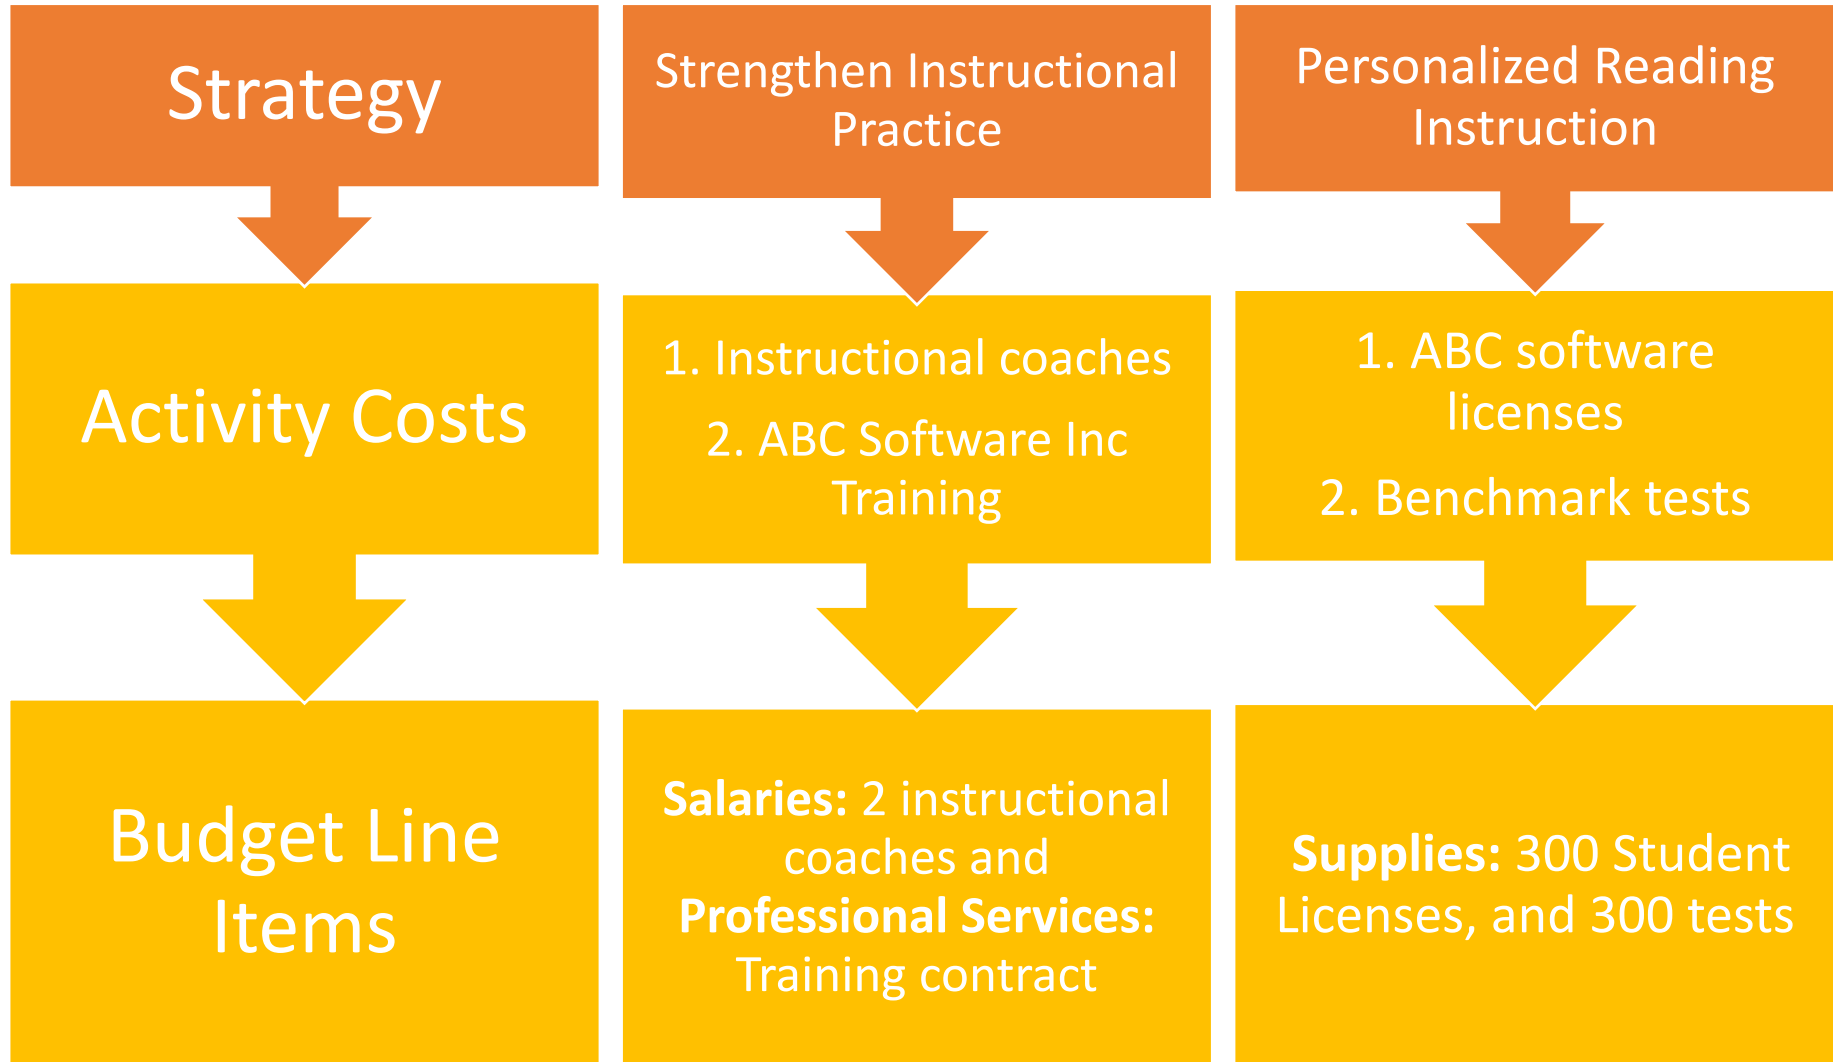 Strategy
Activity Costs
Budget Line
Items
Strengthen Instructional
Practice
1. Instructional coaches
2. ABC Software Inc
Training
Salaries: 2 instructional
coaches and
Professional Services:
Training contract
Personalized Reading
Instruction
1. ABC software
licenses
2. Benchmark tests
Supplies: 300 Student
Licenses, and 300 tests